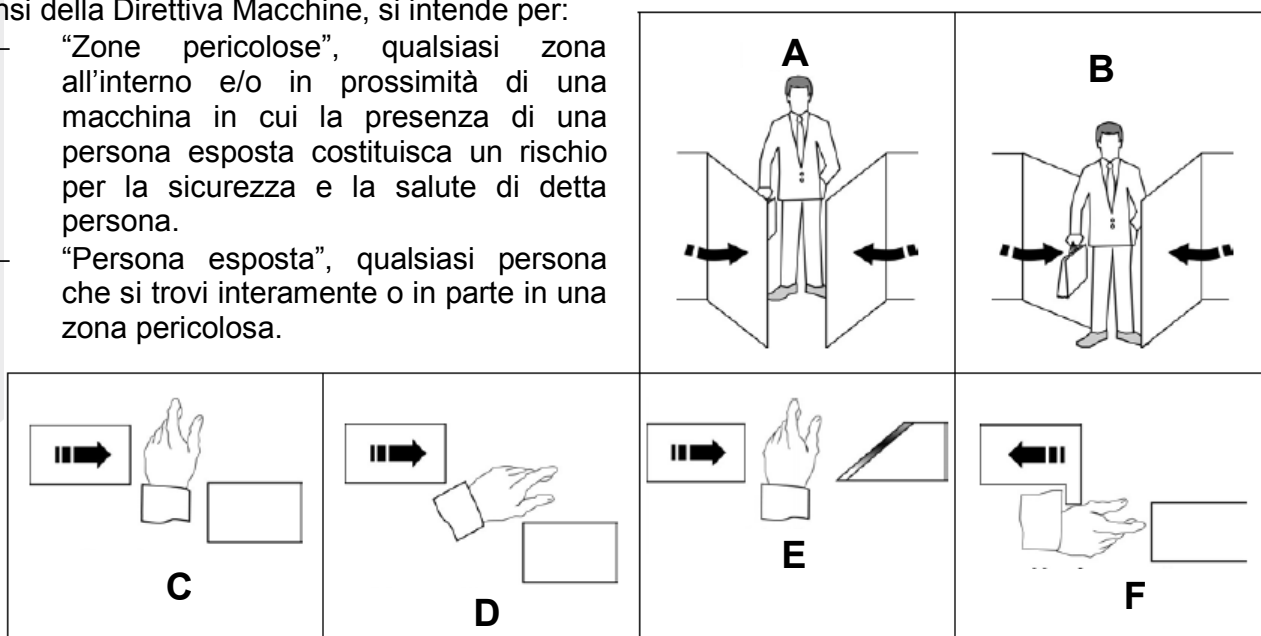 nsi della Direttiva Macchine, si intende per:
– “Zone pericolose”, qualsiasi zona
all’interno e/o in prossimità di una
macchina in cui la presenza di una
persona esposta costituisca un rischio
per la sicurezza e la salute di detta
persona.
– “Persona esposta”, qualsiasi persona
che si trovi interamente o in parte in una
zona pericolosa.
A
B
C
D
E
F